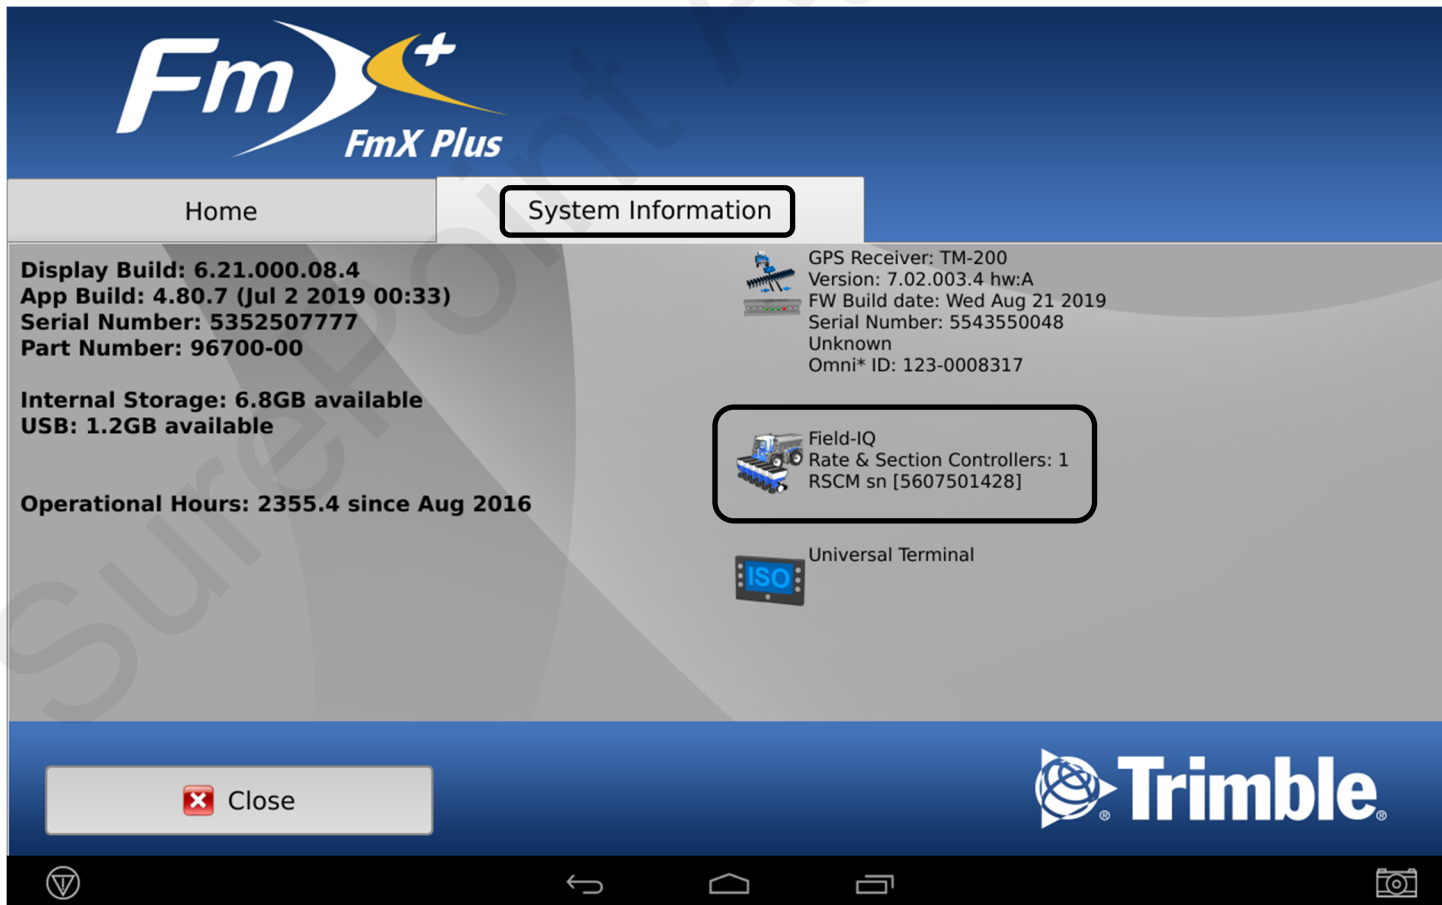 FmX+
FmX Plus
Home
System Information
Display Build: 6.21.000.08.4
App Build: 4.80.7 (Jul 2 2019 00:33)
Serial Number: 5352507777
Part Number: 96700-00
Internal Storage: 6.8GB available
USB: 1.2GB available
Operational Hours: 2355.4 since Aug 2016
GPS Receiver: TM-200
Version: 7.02.003.4 hw:A
FW Build date: Wed Aug 21 2019
Serial Number: 5543550048
Unknown
Omni* ID: 123-0008317
Field-IQ
Rate & Section Controllers: 1
RSCM sn [5607501428]
ISO
Universal Terminal
Close
Trimble®
SurePoint A